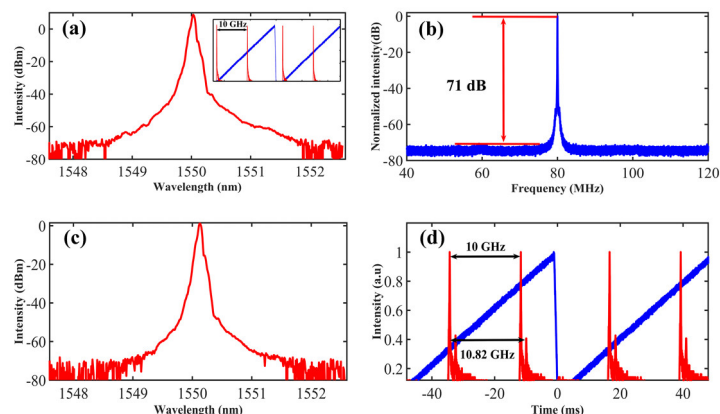 (a)
10 GHz
Intensity (dBm)
0
-20
-40
-60
-80
1548 1549 1550 1551 1552
Wavelength (nm)
(b)
71 dB
Normalized intensity(dB)
0
-20
-40
-60
-80
40 60 80 100 120
Frequency (MHz)
(c)
Intensity (dBm)
0
-20
-40
-60
-80
1548 1549 1550 1551 1552
Wavelength (nm)
(d)
10 GHz
10.82 GHz
Intensity (a.u)
1
0.8
0.6
0.4
0.2
-40 -20 0 20 40
Time (ms)